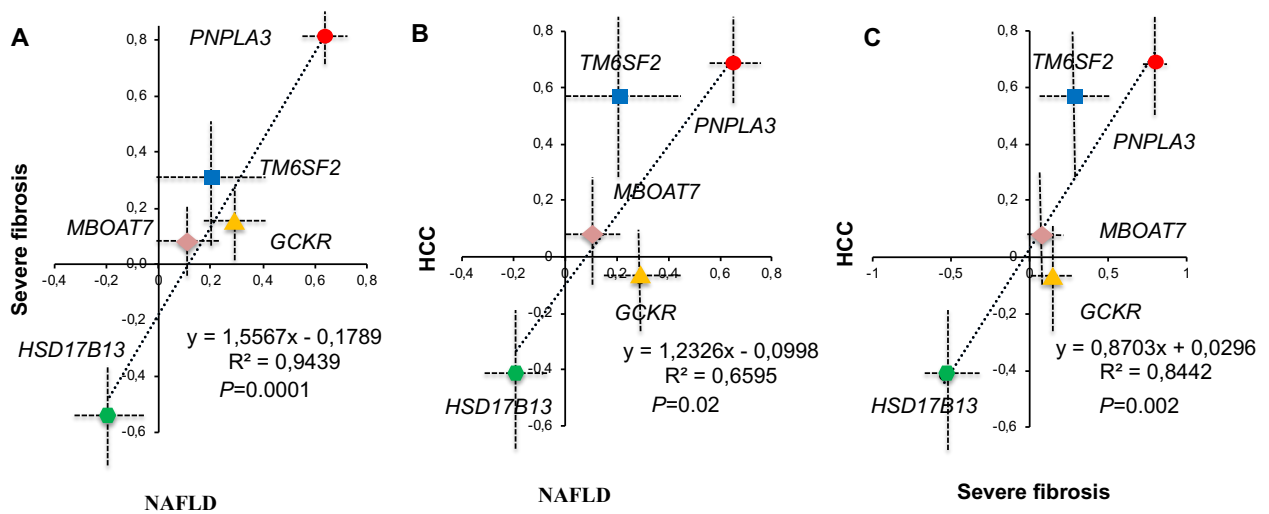 A
0,8
PNPLA3
0,6
0,4
TM6SF2
0,2
MBOAT7
GCKR
0,0
-0,4
-0,2
0
0,2
0,4
0,6
0,8
-0,2
HSD17B13
y = 1,5567x - 0,1789
R² = 0,9439
P=0.0001
-0,4
-0,6
Severe fibrosis
NAFLD
B
0,8
TM6SF2
0,6
PNPLA3
0,4
0,2
MBOAT7
0
-0,4
-0,2
0
0,2
0,4
0,6
0,8
GCKR
-0,2
y = 1,2326x - 0,0998
R² = 0,6595
P=0.02
-0,4
HSD17B13
-0,6
HCC
NAFLD
C
0,8
TM6SF2
0,6
PNPLA3
0,4
0,2
MBOAT7
0
-1
-0,5
0
0,5
1
GCKR
-0,2
y = 0,8703x + 0,0296
R² = 0,8442
P=0.002
-0,4
HSD17B13
-0,6
HCC
Severe fibrosis